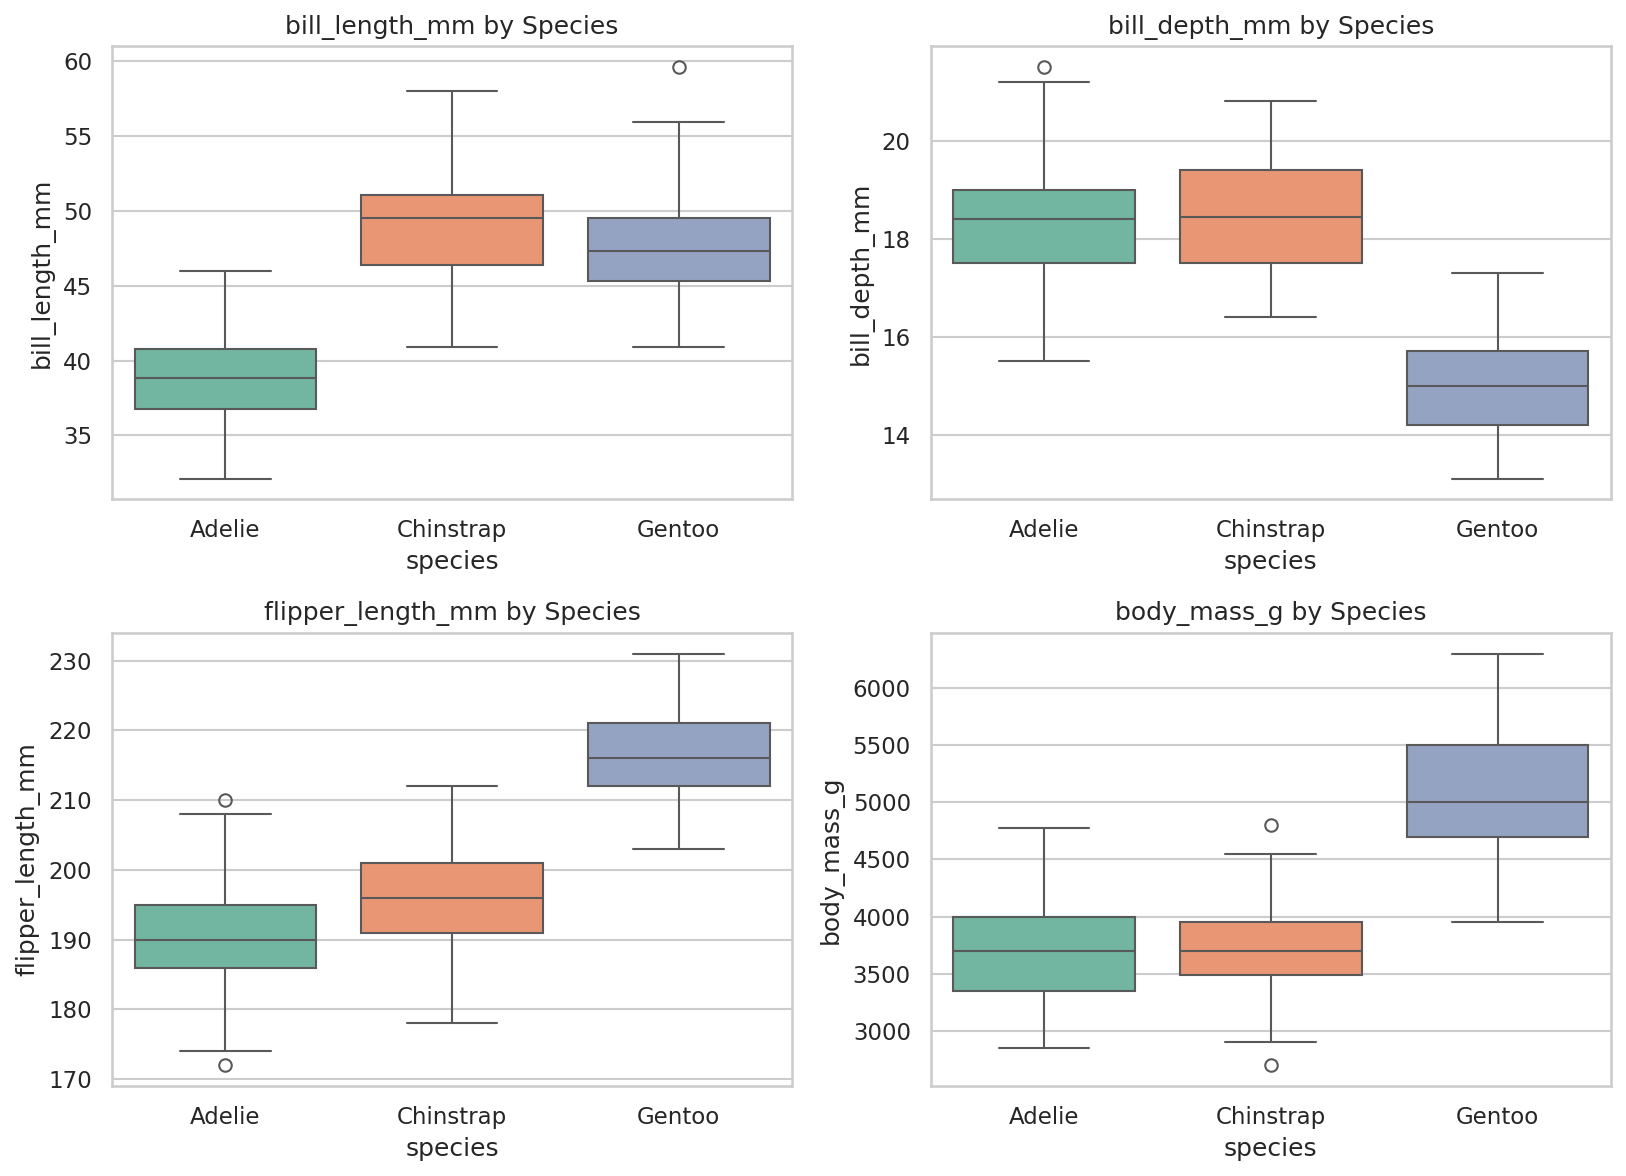 bill_length_mm by Species
bill_length_mm
60
55
50
45
40
35
Adelie Chinstrap Gentoo
species
bill_depth_mm by Species
bill_depth_mm
20
18
16
14
Adelie Chinstrap Gentoo
species
flipper_length_mm by Species
flipper_length_mm
230
220
210
200
190
180
170
Adelie Chinstrap Gentoo
species
body_mass_g by Species
body_mass_g
6000
5500
5000
4500
4000
3500
3000
Adelie Chinstrap Gentoo
species